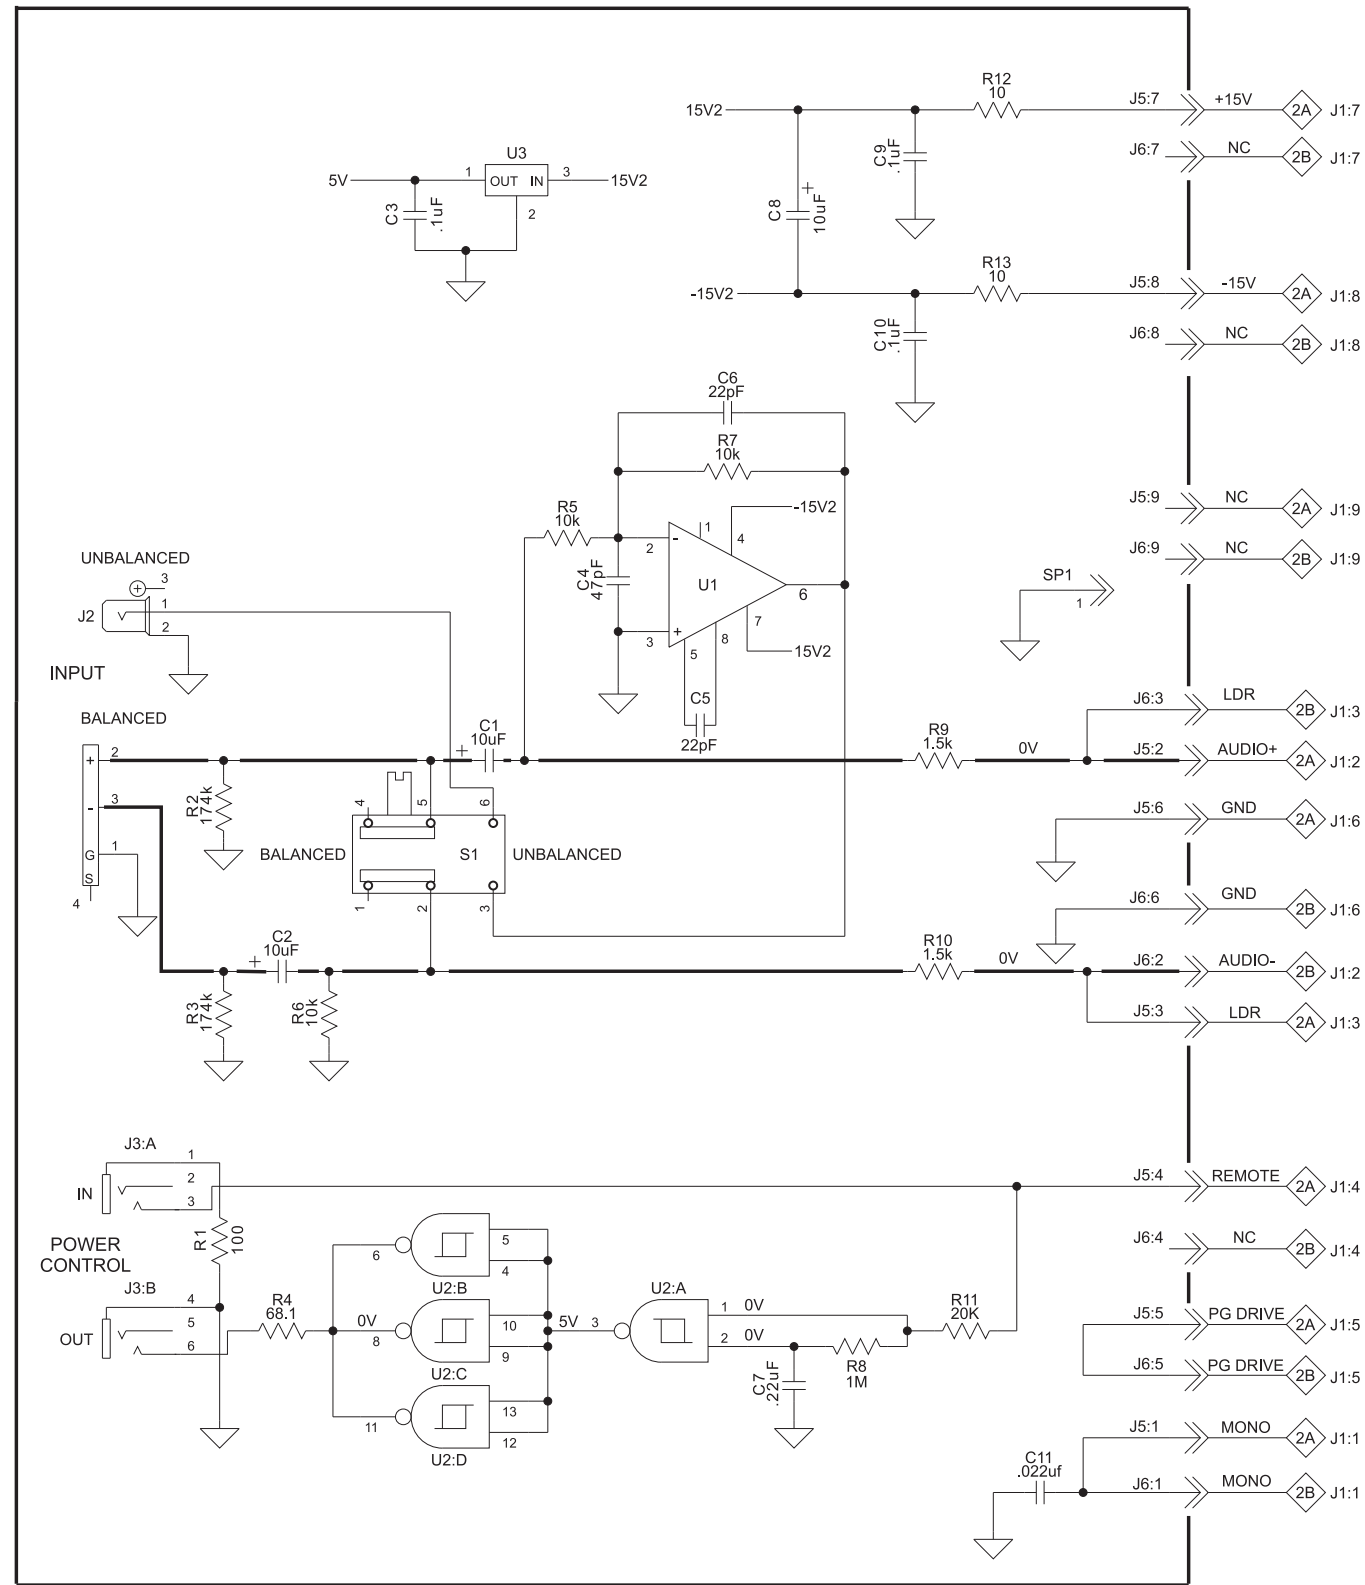 R12
10
15V2
J5:7
+15V
2A
J1:7
C9
.1uF
J6:7
NC
2B
J1:7
U3
5V
1
OUT IN
3
15V2
2
C3
.1uF
C8
+
10uF
R13
10
-15V2
J5:8
-15V
2A
J1:8
C10
.1uF
J6:8
NC
2B
J1:8
C6
22pF
R7
10k
R5
10k
1
-15V2
4
2
-
C4
47pF
U1
6
3
+
7
8
5
15V2
C5
22pF
J5:9
NC
2A
J1:9
J6:9
NC
2B
J1:9
SP1
1
UNBALANCED
+
3
J2
1
2
INPUT
BALANCED
+
2
-
3
G
1
S
4
R2
174k
C1
+
10uF
R9
1.5k
0V
J6:3
LDR
2B
J1:3
J5:2
AUDIO+
2A
J1:2
4
5
6
BALANCED
S1
UNBALANCED
1
2
3
J5:6
GND
2A
J1:6
J6:6
GND
2B
J1:6
C2
+
10uF
R3
174k
R6
10k
R10
1.5k
0V
J6:2
AUDIO-
2B
J1:2
J5:3
LDR
2A
J1:3
J3:A
1
IN
2
3
R1
100
POWER
CONTROL
J3:B
4
OUT
5
6
R4
68.1
J5:4
REMOTE
2A
J1:4
J6:4
NC
2B
J1:4
6
5
4
U2:B
0V
8
10
9
U2:C
11
13
12
U2:D
5V
3
U2:A
1
0V
2
0V
R11
20K
R8
1M
C7
.22uF
J5:5
PG DRIVE
2A
J1:5
J6:5
PG DRIVE
2B
J1:5
J5:1
MONO
2A
J1:1
C11
.022uf
J6:1
MONO
2B
J1:1